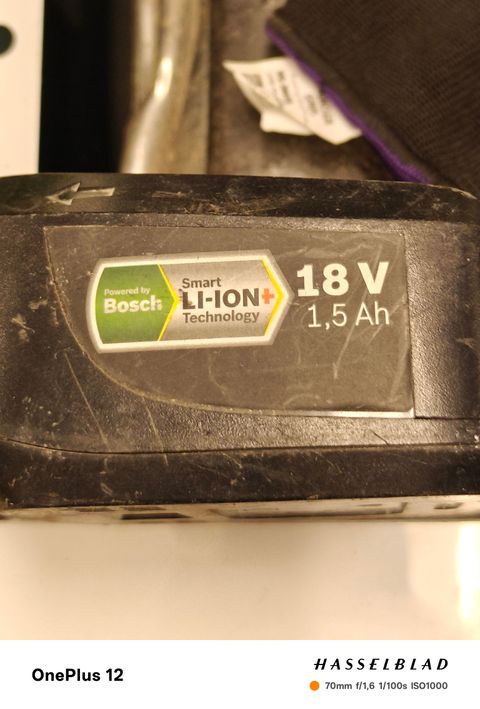 Powered by
Bosch
Smart
LI-ION+
Technology
18 V
1,5 Ah
OnePlus 12
HASSELBLAD
70mm f/1,6 1/100s ISO1000